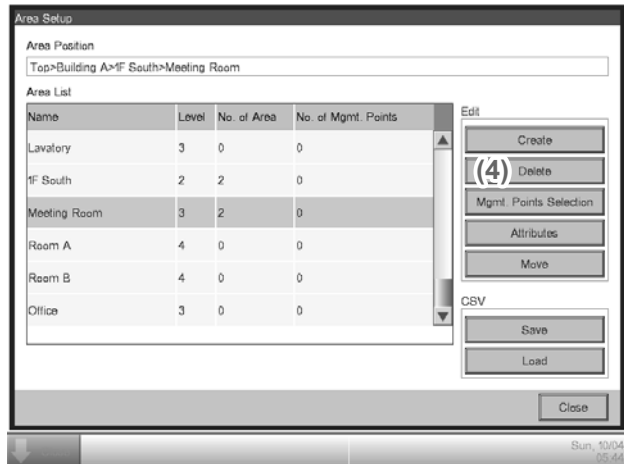 Area Setup
Area Position
Top>Building A>1F South>Meeting Room
Area List
Name Level No. of Area No. of Mgmt. Points
Lavatory 3 0 0
1F South 2 2 0
Meeting Room 3 2 0
Room A 4 0 0
Room B 4 0 0
Office 3 0 0
Edit
Create
(4) Delete
Mgmt. Points Selection
Attributes
Move
CSV
Save
Load
Close
Sun, 10/04
05:44